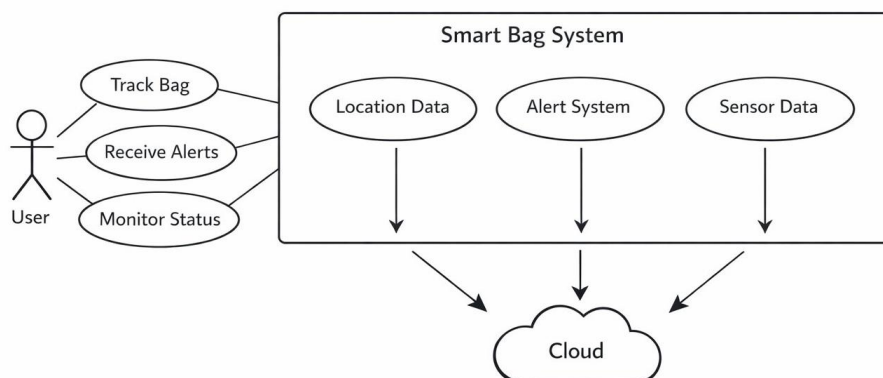 Smart Bag System
Track Bag
Receive Alerts
Monitor Status
User
Location Data
Alert System
Sensor Data
Cloud